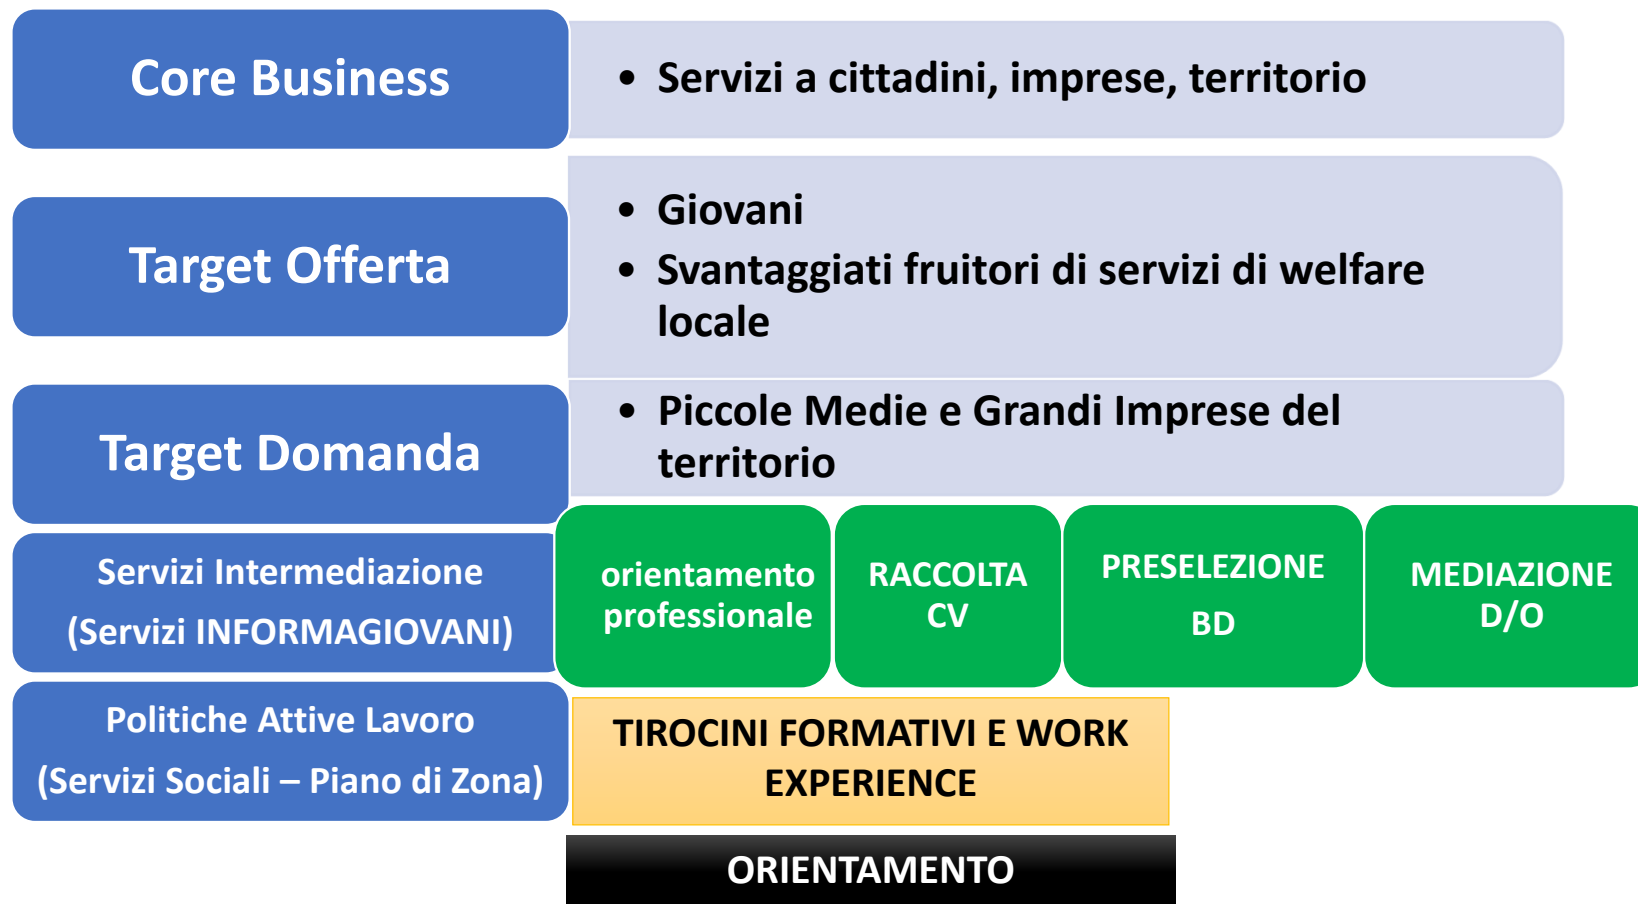 Core Business
• Servizi a cittadini, imprese, territorio
Target Offerta
• Giovani
• Svantaggiati fruitori di servizi di welfare
locale
Target Domanda
• Piccole Medie e Grandi Imprese del
territorio
Servizi Intermediazione
(Servizi INFORMAGIOVANI)
orientamento
professionale
RACCOLTA
CV
PRESELEZIONE
BD
MEDIAZIONE
D/O
Politiche Attive Lavoro
(Servizi Sociali – Piano di Zona)
TIROCINI FORMATIVI E WORK
EXPERIENCE
ORIENTAMENTO